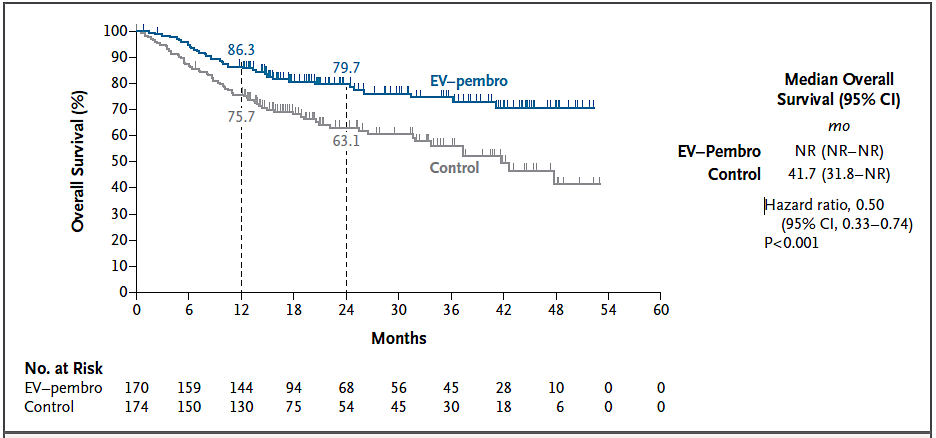 100
90
80
70
60
50
40
30
20
10
0
Overall Survival (%)
86.3
79.7
75.7
63.1
EV–pembro
Control
0 6 12 18 24 30 36 42 48 54 60
Months
Median Overall
Survival (95% CI)
mo
EV–Pembro NR (NR–NR)
Control 41.7 (31.8–NR)
Hazard ratio, 0.50
(95% CI, 0.33–0.74)
P<0.001
No. at Risk
EV–pembro 170 159 144 94 68 56 45 28 10 0 0
Control 174 150 130 75 54 45 30 18 6 0 0